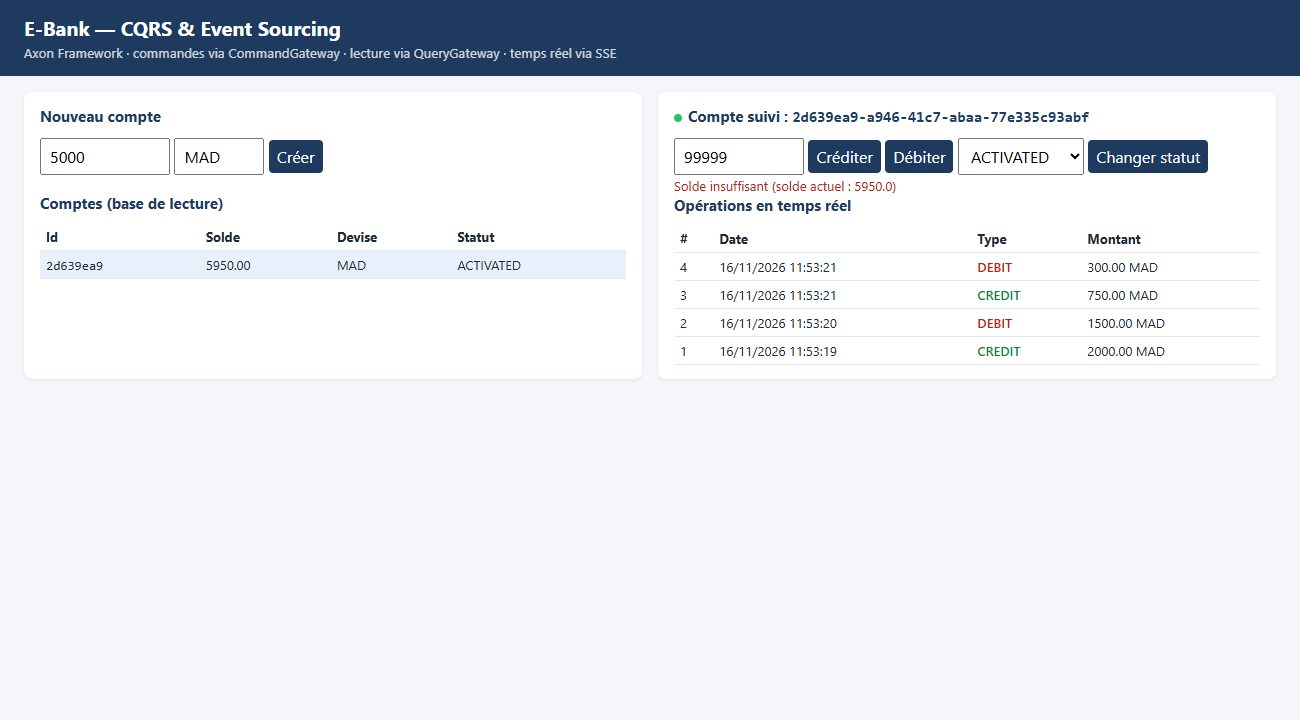 E-Bank — CQRS & Event Sourcing
Axon Framework · commandes via CommandGateway · lecture via QueryGateway · temps réel via SSE
Nouveau compte
5000 MAD Créer
Comptes (base de lecture)
Id Solde Devise Statut
2d639ea9 5950.00 MAD ACTIVATED
Compte suivi : 2d639ea9-a946-41c7-abaa-77e335c93abf
99999 Créditer Débiter ACTIVATED Changer statut
Solde insuffisant (solde actuel : 5950.0)
Opérations en temps réel
# Date Type Montant
4 16/11/2026 11:53:21 DEBIT 300.00 MAD
3 16/11/2026 11:53:21 CREDIT 750.00 MAD
2 16/11/2026 11:53:20 DEBIT 1500.00 MAD
1 16/11/2026 11:53:19 CREDIT 2000.00 MAD